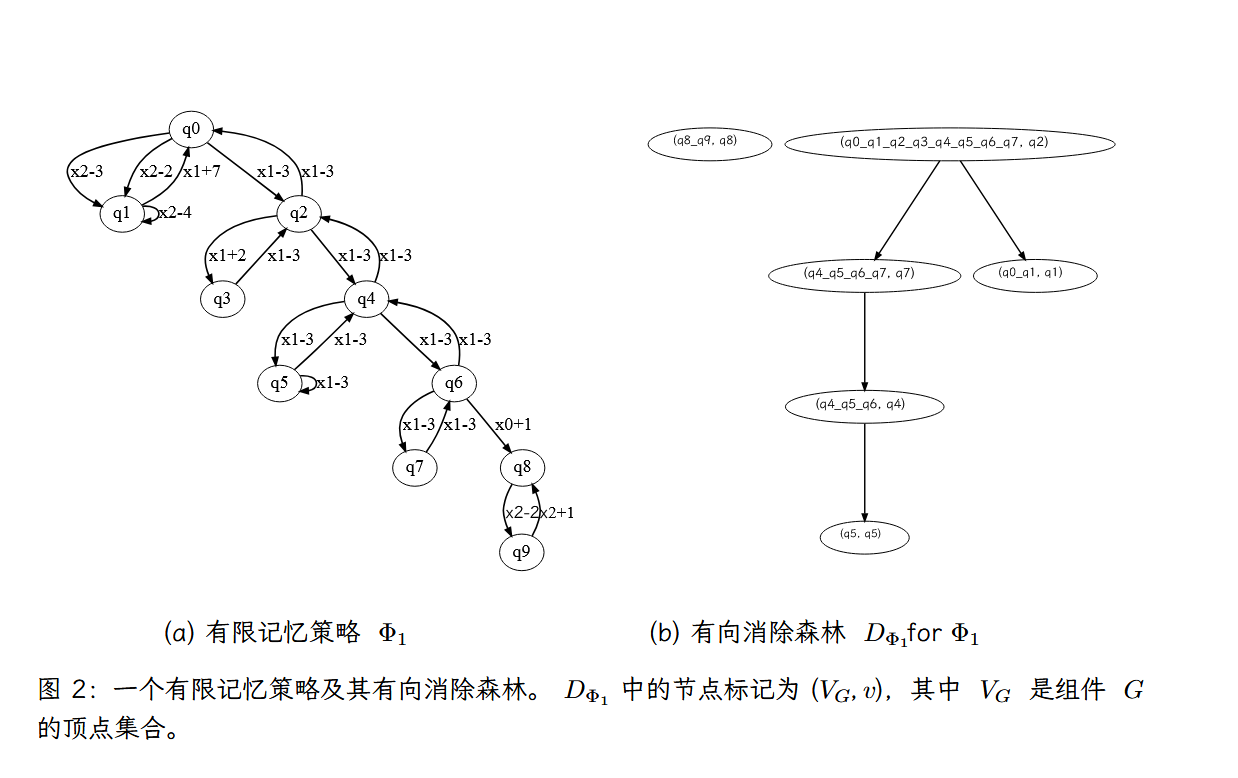 q0
x2-3
x2-2
x1+7
x1-3
x1-3
q1
x2-4
q2
x1+2
x1-3
x1-3
x1-3
q3
q4
x1-3
x1-3
x1-3
x1-3
q5
x1-3
q6
x1-3
x1-3
x0+1
q7
q8
x2-2
x2+1
q9
(a) 有限记忆策略 Φ₁
(q8_q9, q8)
(q0_q1_q2_q3_q4_q5_q6_q7, q2)
(q4_q5_q6_q7, q7)
(q0_q1, q1)
(q4_q5_q6, q4)
(q5, q5)
(b) 有向消除森林 D_Φ₁for Φ₁
图 2：一个有限记忆策略及其有向消除森林。 D_Φ₁ 中的节点标记为 (V_G, v)，其中 V_G 是组件 G
的顶点集合。